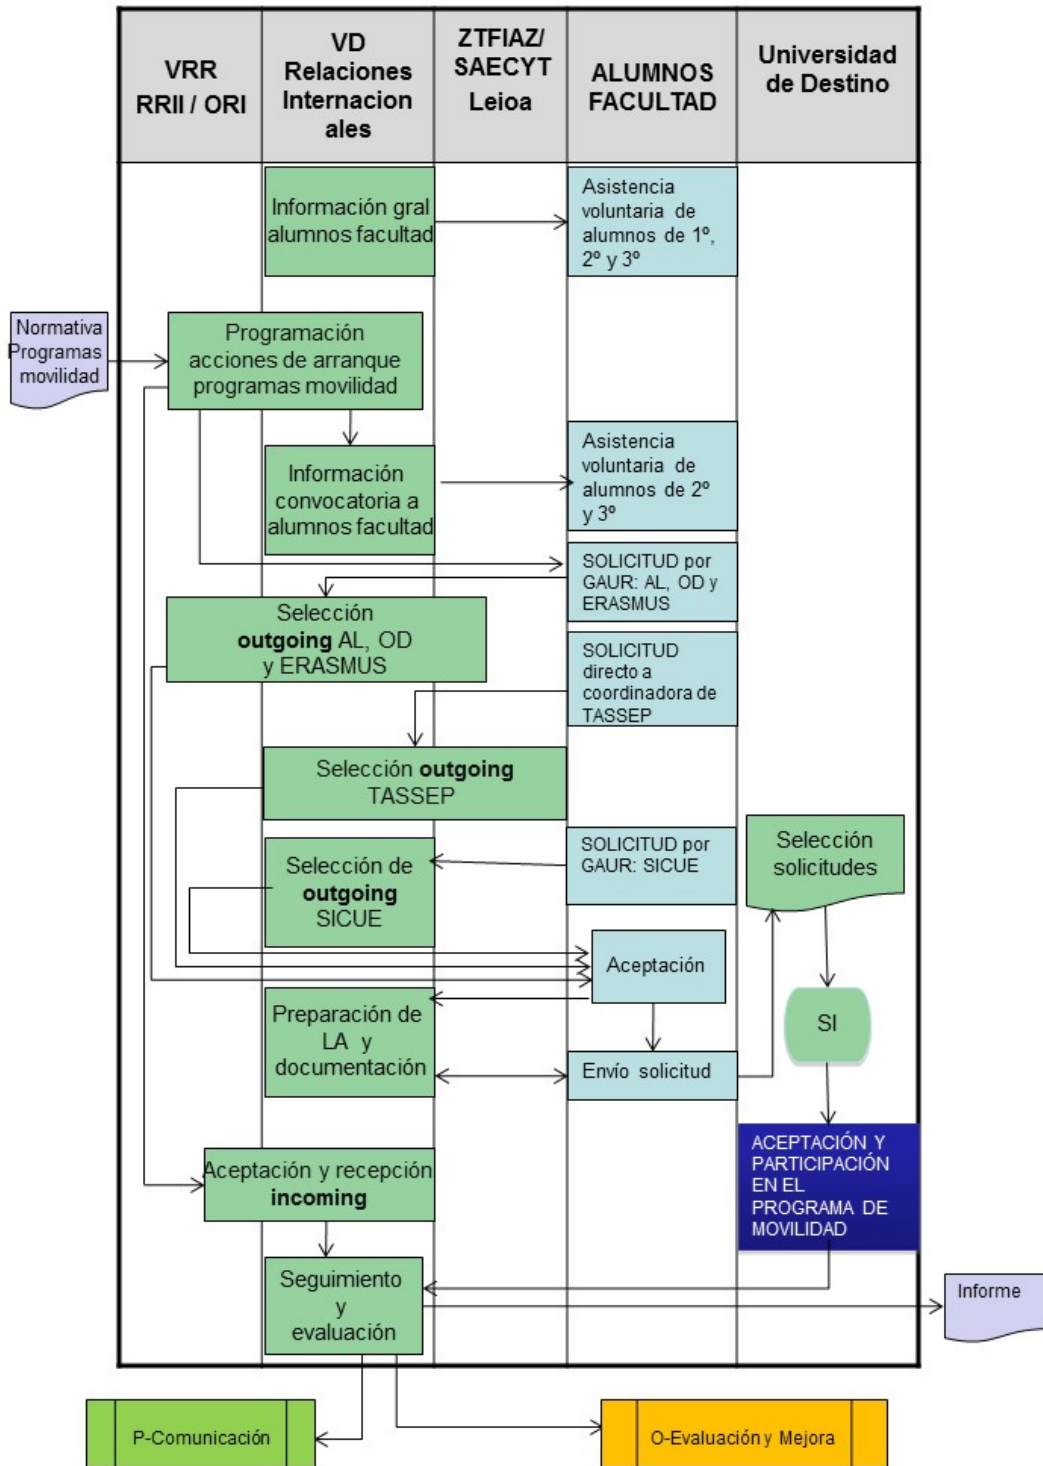 VRR
RRII / ORI
VD
Relaciones
Internacion
ales
ZTFIAZ/
SAECYT
Leioa
ALUMNOS
FACULTAD
Universidad
de Destino
Información gral
alumnos facultad
Asistencia
voluntaria de
alumnos de 1º,
2º y 3º
Normativa
Programas
movilidad
Programación
acciones de arranque
programas movilidad
Información
convocatoria a
alumnos facultad
Asistencia
voluntaria de
alumnos de 2º
y 3º
SOLICITUD por
GAUR: AL, OD y
ERASMUS
Selección
outgoing AL, OD
y ERASMUS
SOLICITUD
directo a
coordinadora de
TASSEP
Selección outgoing
TASSEP
SOLICITUD por
GAUR: SICUE
Selección
solicitudes
Selección de
outgoing
SICUE
Aceptación
SI
Preparación de
LA y
documentación
Envío solicitud
ACEPTACIÓN Y
PARTICIPACIÓN
EN EL
PROGRAMA DE
MOVILIDAD
Aceptación y recepción
incoming
Seguimiento
y
evaluación
Informe
P-Comunicación
O-Evaluación y Mejora